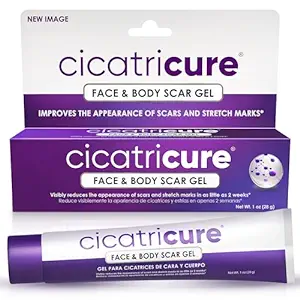 NEW IMAGE
cicatricure®
FACE & BODY SCAR GEL
IMPROVES THE APPEARANCE OF SCARS AND STRETCH MARKS*
cicatricure®
FACE & BODY SCAR GEL
Visibly reduces the appearance of scars and stretch marks in as little as 2 weeks*
Reduce visiblemente la apariencia de cicatrices y estrías en apenas 2 semanas*
Net Wt. 1 oz (28 g)
cicatricure®
FACE & BODY SCAR GEL
GEL PARA CICATRICES DE CARA Y CUERPO